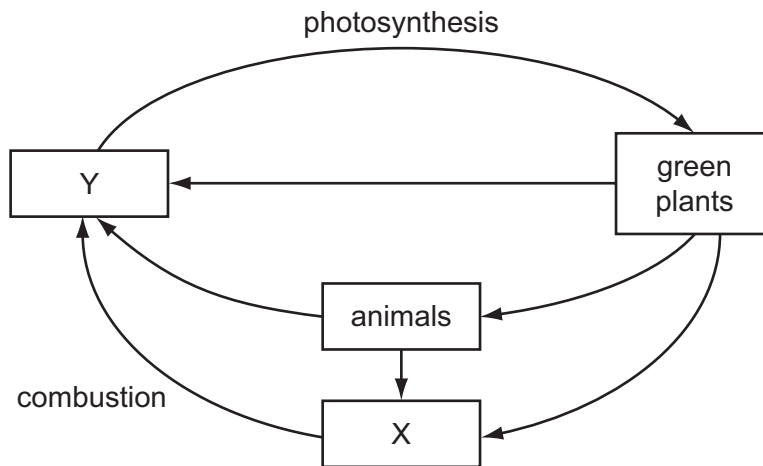 photosynthesis
Y
green
plants
animals
combustion
X